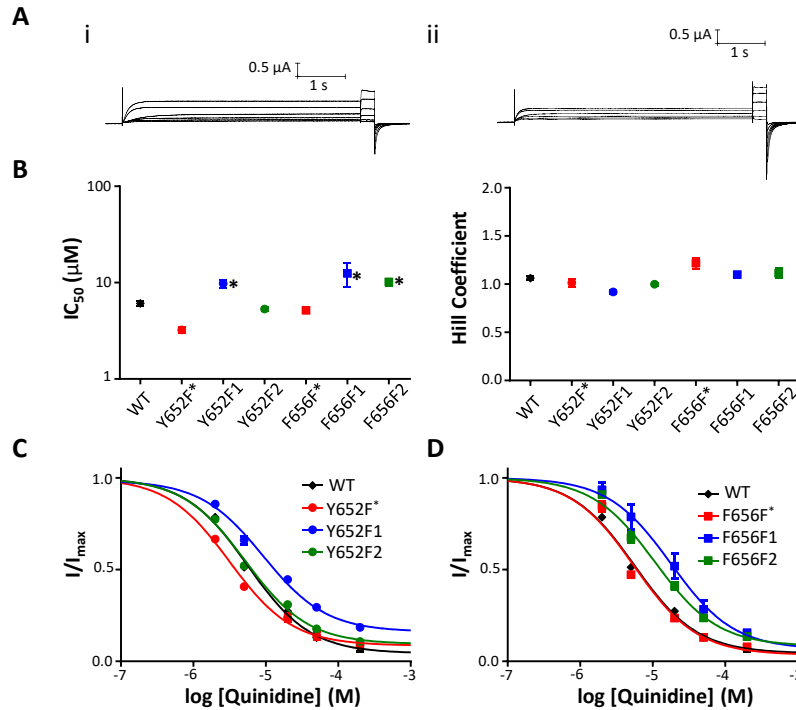 A
i
ii
0.5 µA
1 s
0.5 µA
1 s
B
IC50 (µM)
100
10
1
*
*
*
WT
Y652F*
Y652F1
Y652F2
F656F*
F656F1
F656F2
Hill Coefficient
2.0
1.5
1.0
0.5
0.0
WT
Y652F*
Y652F1
Y652F2
F656F*
F656F1
F656F2
C
I/Imax
1.0
0.5
0.0
WT
Y652F*
Y652F1
Y652F2
-7
-6
-5
-4
-3
log [Quinidine] (M)
D
I/Imax
1.0
0.5
0.0
WT
F656F*
F656F1
F656F2
-7
-6
-5
-4
-3
log [Quinidine] (M)